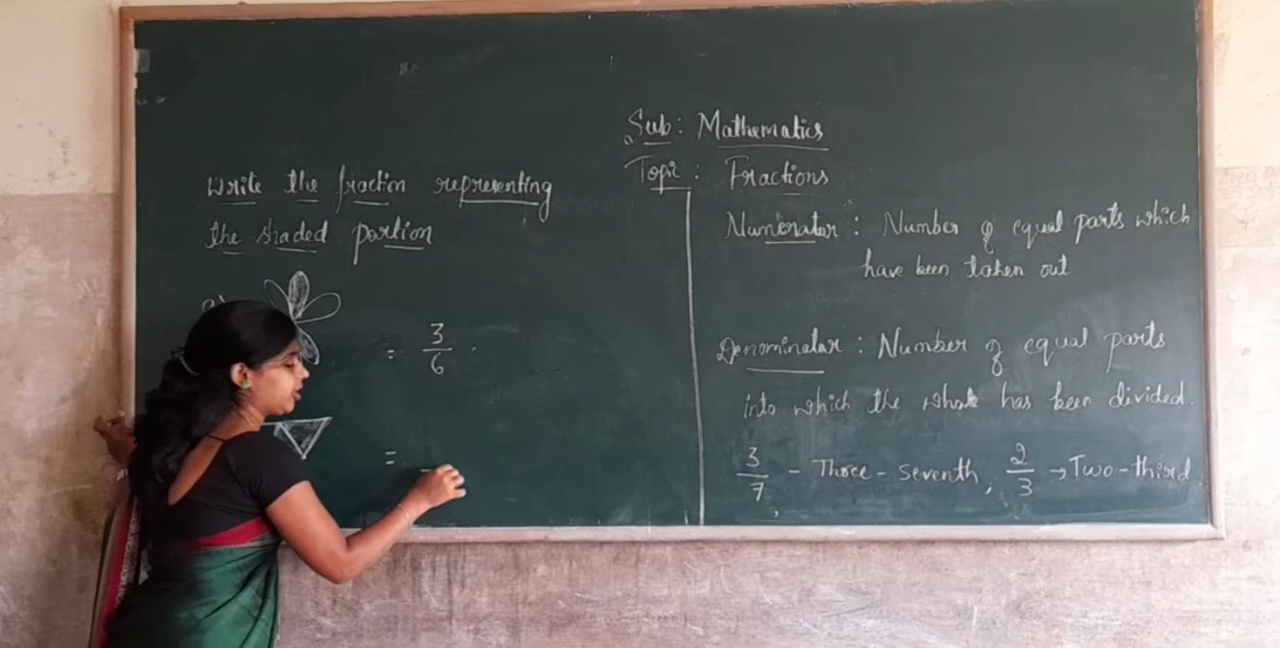 Sub: Mathematics
Topic: Fractions
Write the fraction representing
the shaded portion
a)
= 3/6
= –
Numerator: Number of equal parts which
have been taken out
Denominator: Number of equal parts
into which the whole has been divided.
3/7 – Three-seventh, 2/3 → Two-third